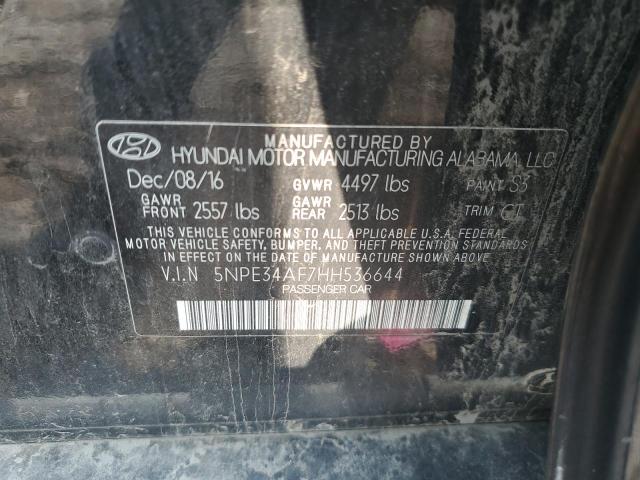 MANUFACTURED BY
HYUNDAI MOTOR MANUFACTURING ALABAMA, LLC
Dec/08/16 GVWR 4497 lbs PAINT S3
GAWR FRONT 2557 lbs GAWR REAR 2513 lbs TRIM CT
THIS VEHICLE CONFORMS TO ALL APPLICABLE U.S.A. FEDERAL
MOTOR VEHICLE SAFETY, BUMPER, AND THEFT PREVENTION STANDARDS
IN EFFECT ON THE DATE OF MANUFACTURE SHOWN ABOVE.
V.I.N 5NPE34AF7HH536644
PASSENGER CAR